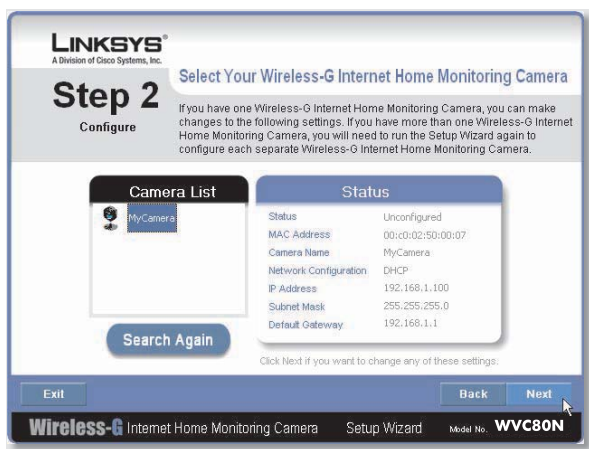 LINKSYS®
A Division of Cisco Systems, Inc.
Step 2
Configure
Select Your Wireless-G Internet Home Monitoring Camera
If you have one Wireless-G Internet Home Monitoring Camera, you can make
changes to the following settings. If you have more than one Wireless-G Internet
Home Monitoring Camera, you will need to run the Setup Wizard again to
configure each separate Wireless-G Internet Home Monitoring Camera.
Camera List
MyCamera
Search Again
Status
Status Unconfigured
MAC Address 00:c0:02:50:00:07
Camera Name MyCamera
Network Configuration DHCP
IP Address 192.168.1.100
Subnet Mask 255.255.255.0
Default Gateway 192.168.1.1
Click Next if you want to change any of these settings.
Exit
Back
Next
Wireless-G Internet Home Monitoring Camera Setup Wizard Model No. WVC80N